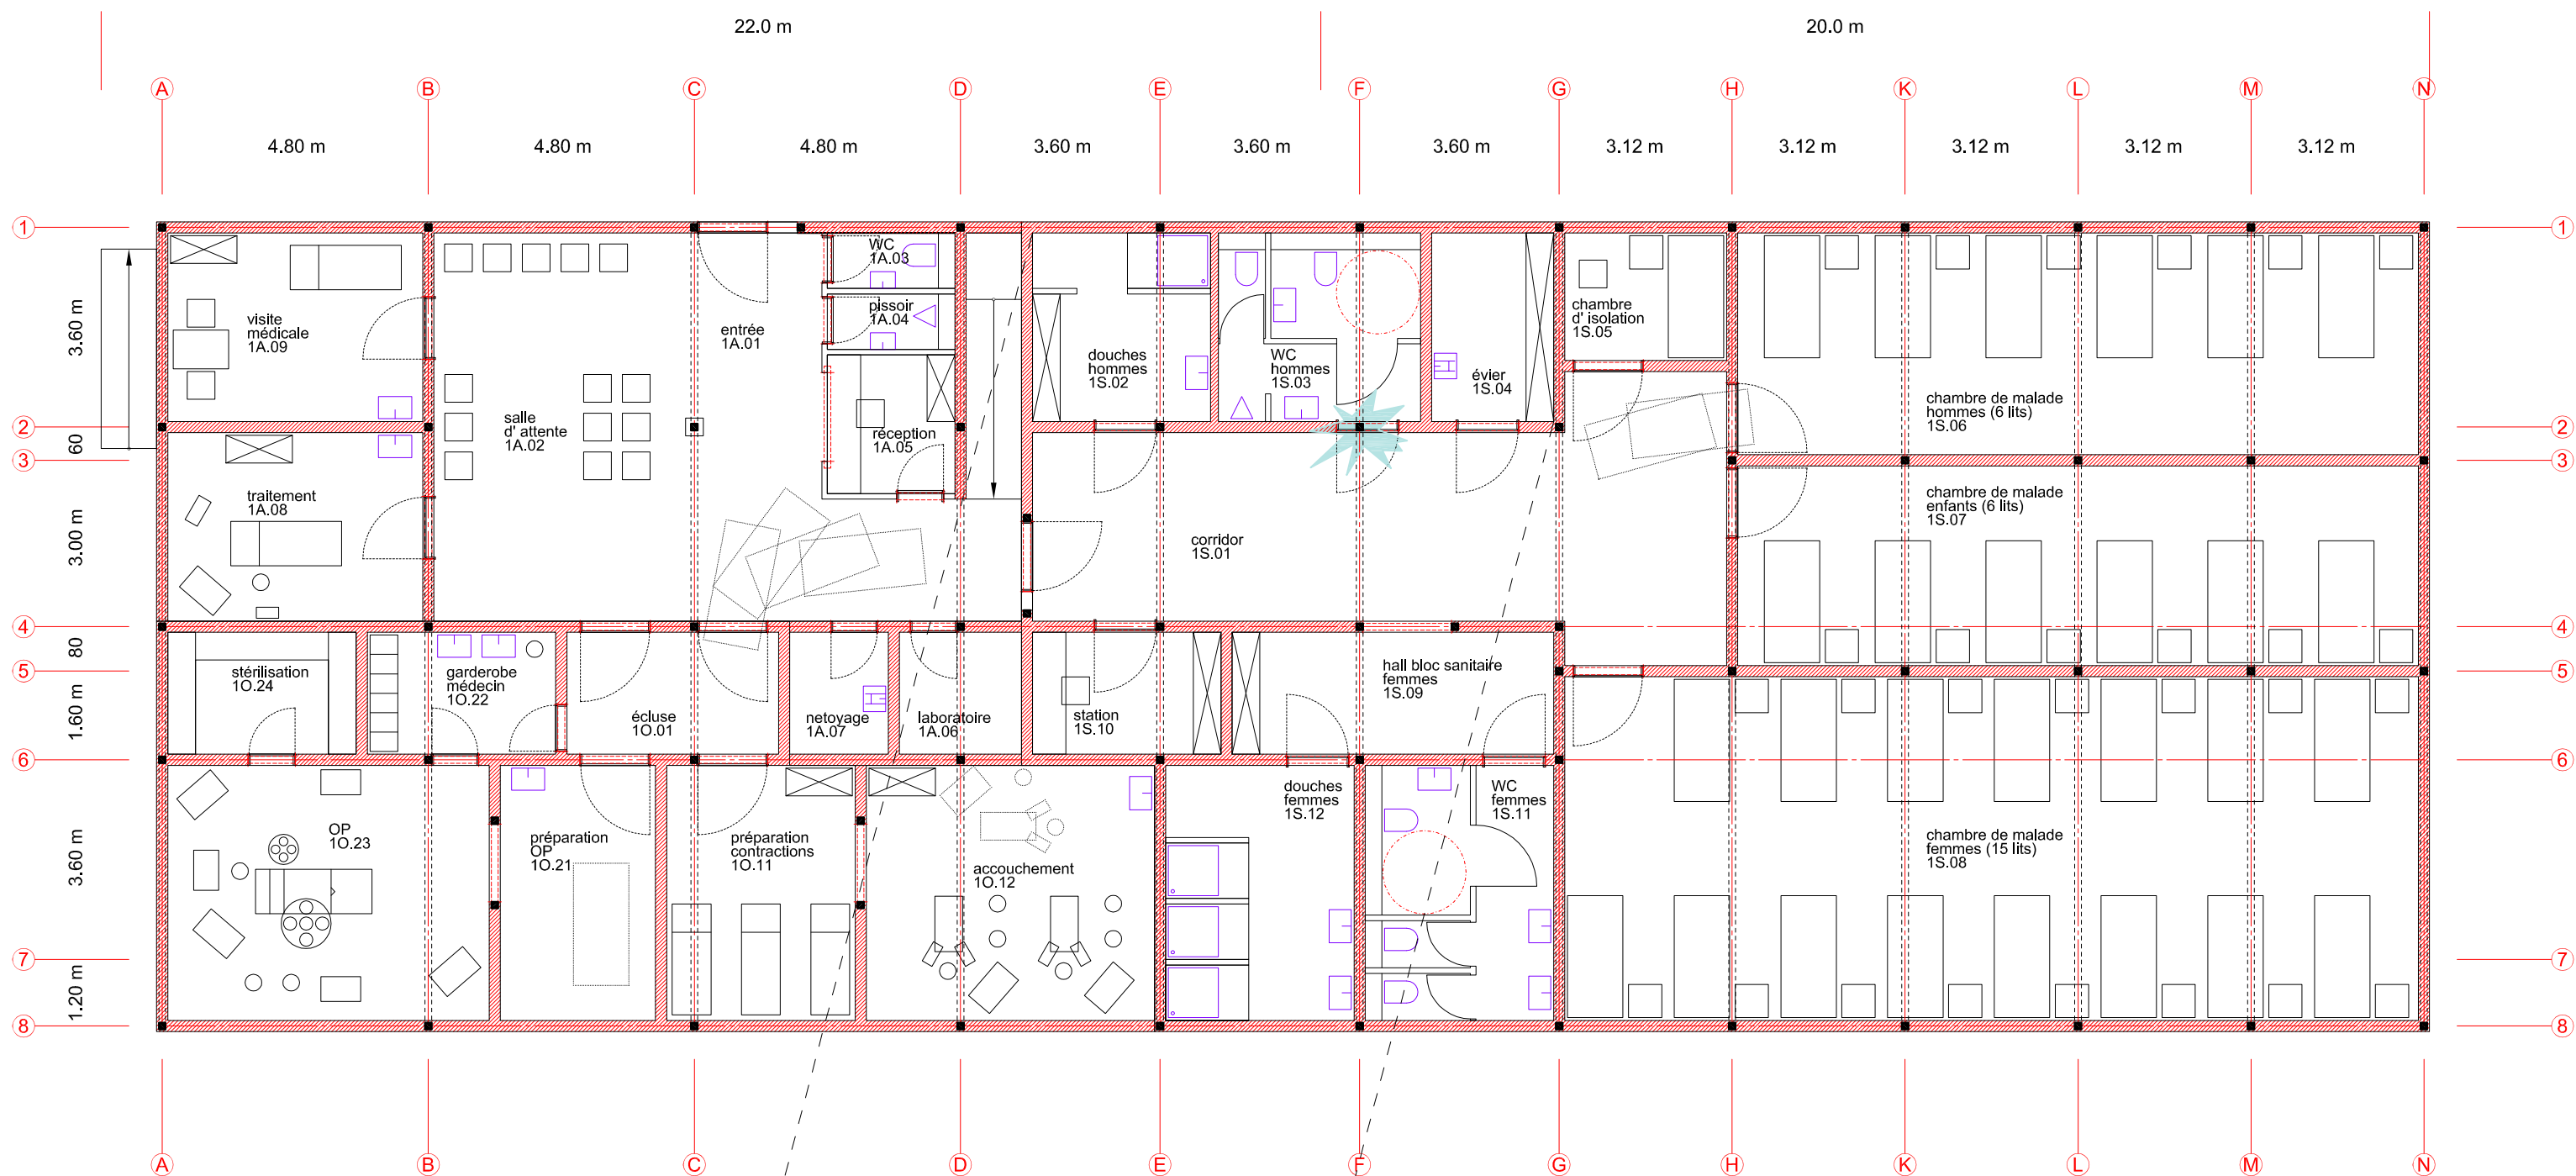 22.0 m
20.0 m
A
B
C
D
E
F
G
H
K
L
M
N
4.80 m
4.80 m
4.80 m
3.60 m
3.60 m
3.60 m
3.12 m
3.12 m
3.12 m
3.12 m
3.12 m
1
1
WC
1A.03
pissoir
1A.04
visite
médicale
1A.09
entrée
1A.01
3.60 m
chambre
d' isolation
1S.05
douches
hommes
1S.02
WC
hommes
1S.03
évier
1S.04
salle
d' attente
1A.02
réception
1A.05
chambre de malade
hommes (6 lits)
1S.06
2
2
60
3
3
traitement
1A.08
chambre de malade
enfants (6 lits)
1S.07
3.00 m
corridor
1S.01
4
4
80
stérilisation
1O.24
garderobe
médecin
1O.22
hall bloc sanitaire
femmes
1S.09
5
5
1.60 m
écluse
1O.01
netoyage
1A.07
laboratoire
1A.06
station
1S.10
6
6
douches
femmes
1S.12
WC
femmes
1S.11
OP
1O.23
préparation
OP
1O.21
préparation
contractions
1O.11
accouchement
1O.12
chambre de malade
femmes (15 lits)
1S.08
3.60 m
7
7
1.20 m
8
8
A
B
C
D
E
F
G
H
K
L
M
N